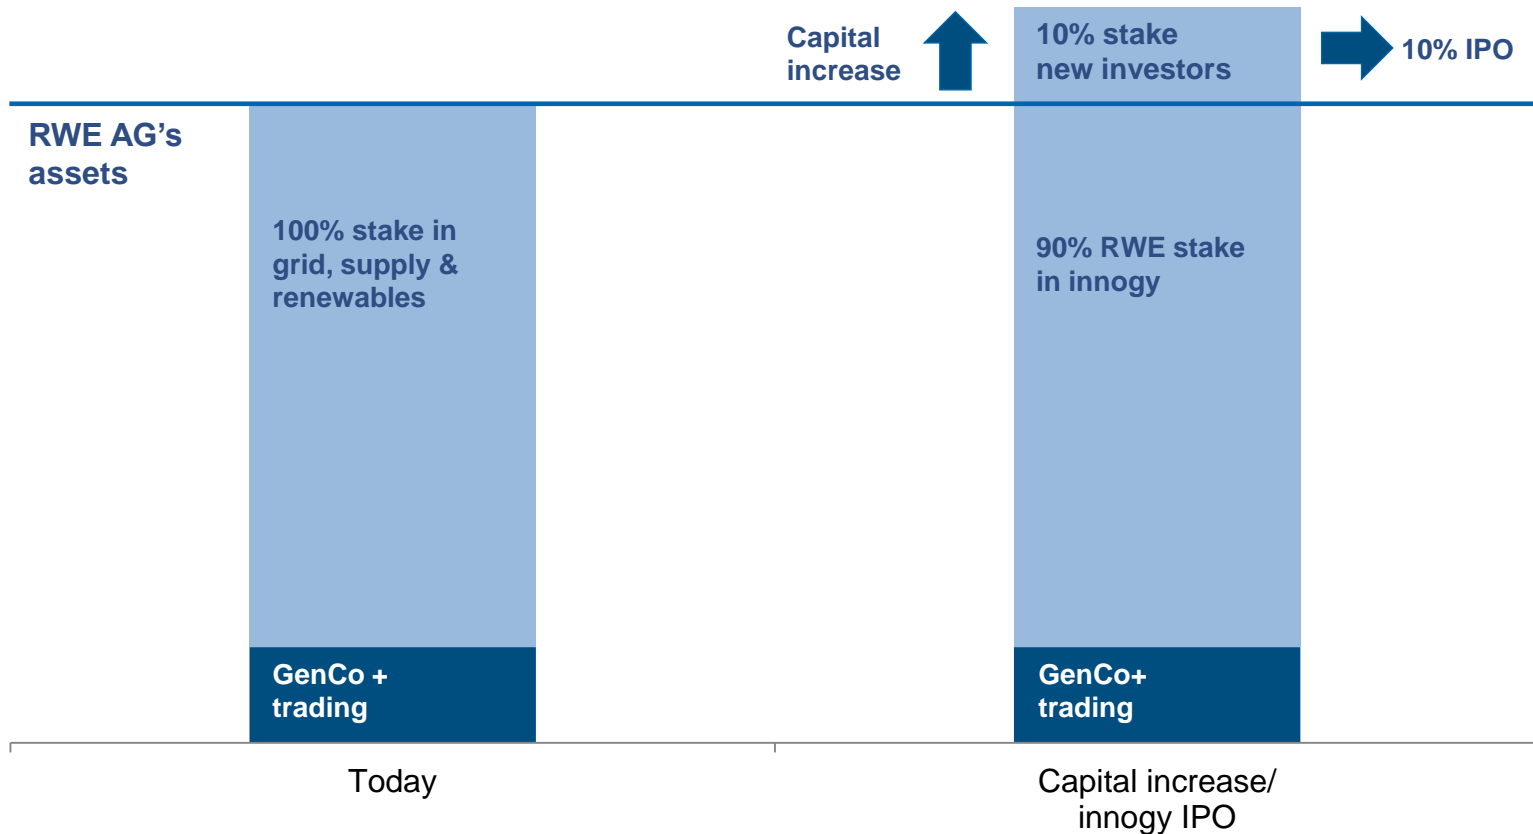 Capital
increase
10% stake
new investors
10% IPO
RWE AG’s
assets
100% stake in
grid, supply &
renewables
90% RWE stake
in innogy
GenCo +
trading
GenCo+
trading
Today
Capital increase/
innogy IPO